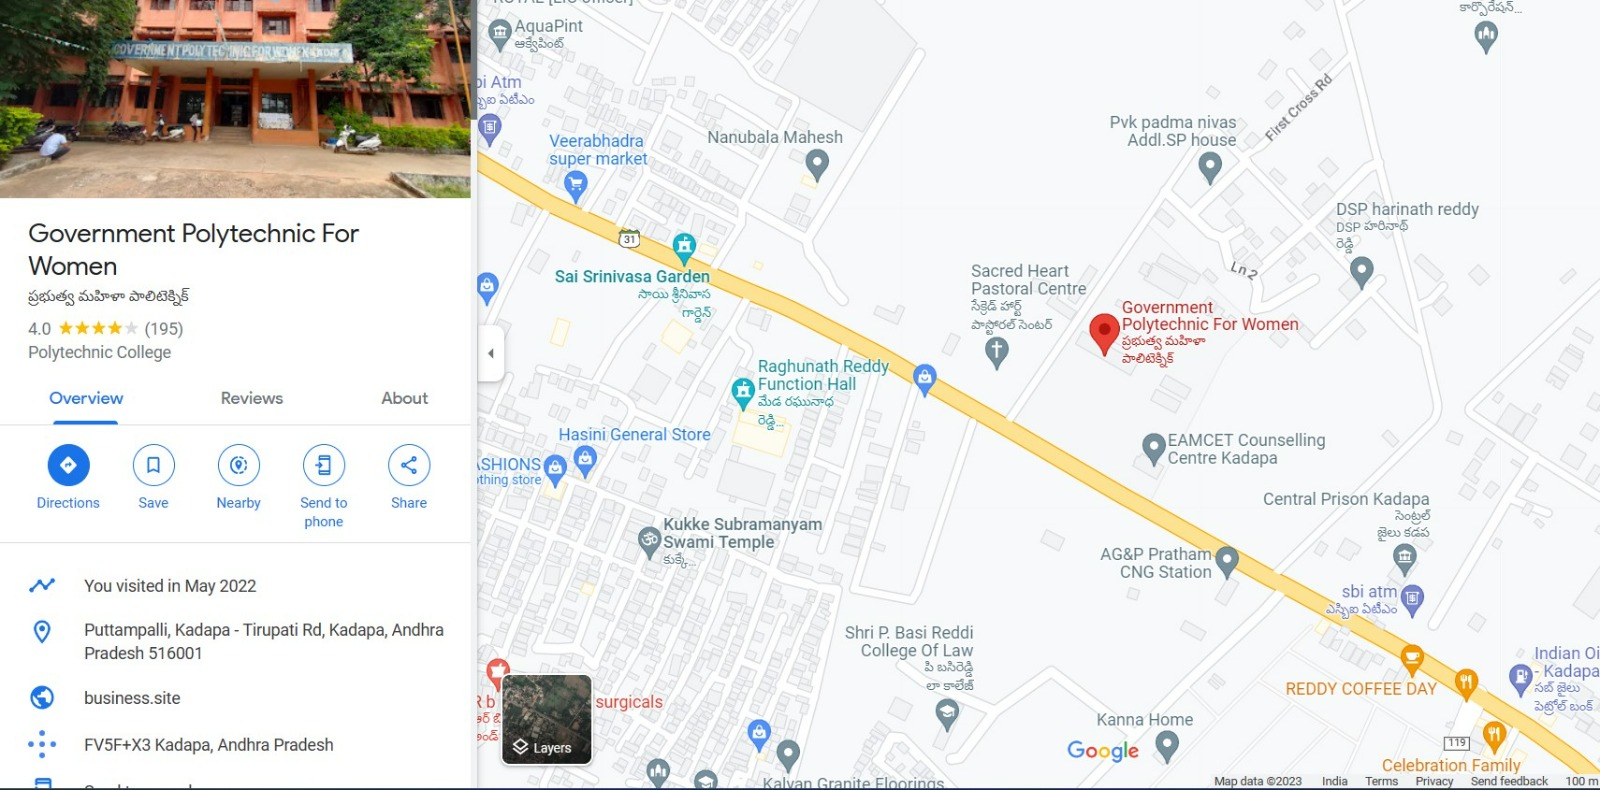 GOVERNMENT POLYTECHNIC FOR WOMEN
Government Polytechnic For
Women
ప్రభుత్వ మహిళా పాలిటెక్నిక్
4.0 (195)
Polytechnic College
Overview
Reviews
About
Directions
Save
Nearby
Send to
phone
Share
You visited in May 2022
Puttampalli, Kadapa - Tirupati Rd, Kadapa, Andhra
Pradesh 516001
business.site
FV5F+X3 Kadapa, Andhra Pradesh
AquaPint
ఆక్వేపింట్
bi Atm
ఏటీఎం
Veerabhadra
super market
Nanubala Mahesh
31
Sai Srinivasa Garden
సాయి శ్రీనివాస
గార్డెన్
Raghunath Reddy
Function Hall
మేడ రఘునాధ
రెడ్డి...
Hasini General Store
ASHIONS
othing store
Kukke Subramanyam
Swami Temple
కుక్కే...
surgicals
Layers
Shri P. Basi Reddi
College Of Law
పి బసిరెడ్డి
లా కాలేజ్
Kalyan Granite Floorings
కార్పొరేషన్...
First Cross Rd
Pvk padma nivas
Addl.SP house
DSP harinath reddy
DSP హరినాథ్
రెడ్డి
Ln 2
Sacred Heart
Pastoral Centre
సేక్రెడ్ హార్ట్
పాస్టోరల్ సెంటర్
Government
Polytechnic For Women
ప్రభుత్వ మహిళా
పాలిటెక్నిక్
EAMCET Counselling
Centre Kadapa
Central Prison Kadapa
సెంట్రల్
జైలు కడప
AG&P Pratham
CNG Station
sbi atm
ఎస్బిఐ ఏటీఎం
REDDY COFFEE DAY
Indian Oi
- Kadapa
సబ్ జైలు
పెట్రోల్ బంక్
Kanna Home
119
Celebration Family
Google
Map data ©2023 India Terms Privacy Send feedback 100 m